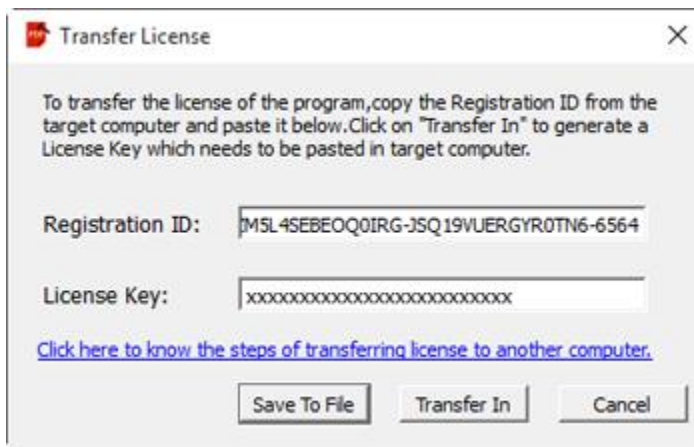 Transfer License
To transfer the license of the program,copy the Registration ID from the
target computer and paste it below.Click on "Transfer In" to generate a
License Key which needs to be pasted in target computer.
Registration ID:
M5L4SEBEOQ0IRG-JSQ19VUERGYR0TN6-6564
License Key:
xxxxxxxxxxxxxxxxxxxxxxxxx
Click here to know the steps of transferring license to another computer.
Save To File Transfer In Cancel